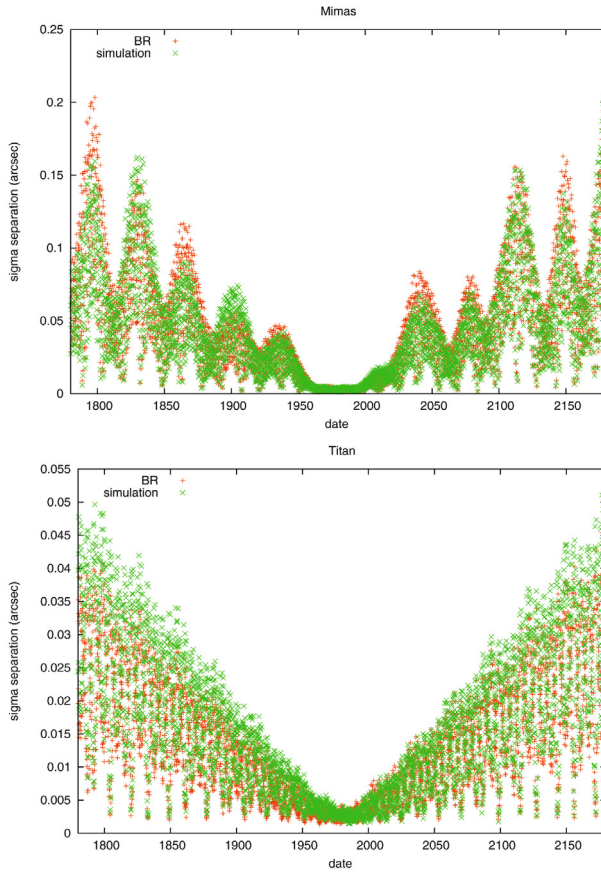 Mimas
0.25
BR
simulation
0.2
0.15
0.1
0.05
0
sigma separation (arcsec)
1800 1850 1900 1950 2000 2050 2100 2150
date
Titan
0.055
BR
simulation
0.05
0.045
0.04
0.035
0.03
0.025
0.02
0.015
0.01
0.005
0
sigma separation (arcsec)
1800 1850 1900 1950 2000 2050 2100 2150
date